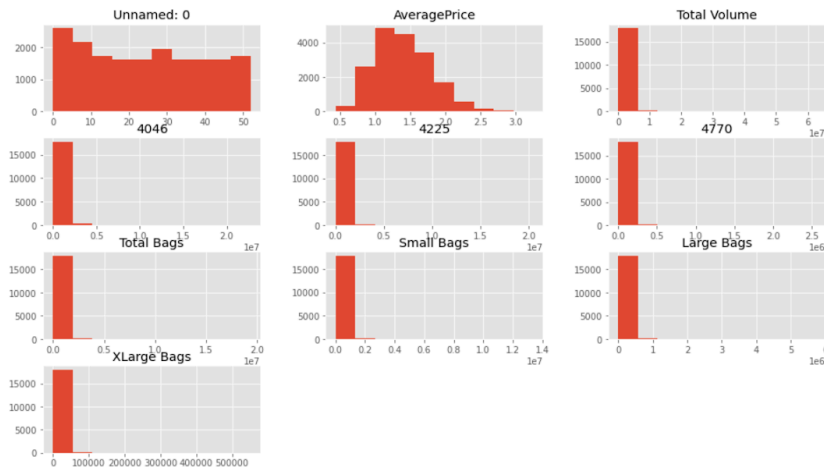 Unnamed: 0 AveragePrice Total Volume
2000 4000 15000
1000 2000 10000
5000
0 0 0
0 10 20 30 40 50 0.5 1.0 1.5 2.0 2.5 3.0 0 1 2 3 4 5 6
1e7
4046 4225 4770
15000 15000 15000
10000 10000 10000
5000 5000 5000
0 0 0
0.0 0.5 1.0 1.5 2.0 0.0 0.5 1.0 1.5 2.0 0.0 0.5 1.0 1.5 2.0 2.5
1e7 1e7 1e6
Total Bags Small Bags Large Bags
15000 15000 15000
10000 10000 10000
5000 5000 5000
0 0 0
0.0 0.5 1.0 1.5 2.0 0.0 0.2 0.4 0.6 0.8 1.0 1.2 1.4 0 1 2 3 4 5
1e7 1e7 1e6
XLarge Bags
15000
10000
5000
0
0 100000 200000 300000 400000 500000